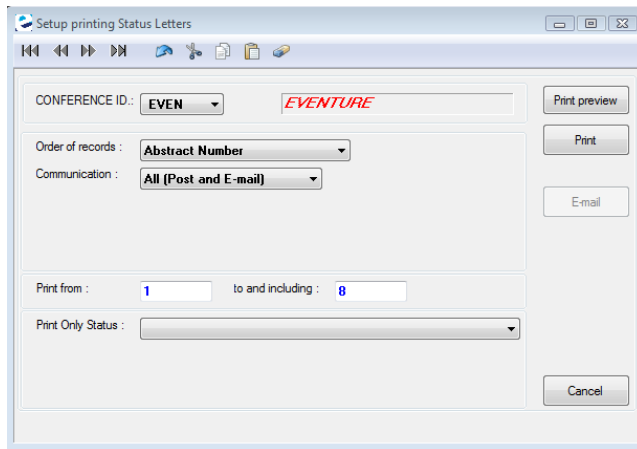 Setup printing Status Letters
CONFERENCE ID.: EVEN EVENTURE Print preview
Order of records : Abstract Number Print
Communication : All (Post and E-mail)
E-mail
Print from : 1 to and including : 8
Print Only Status :
Cancel